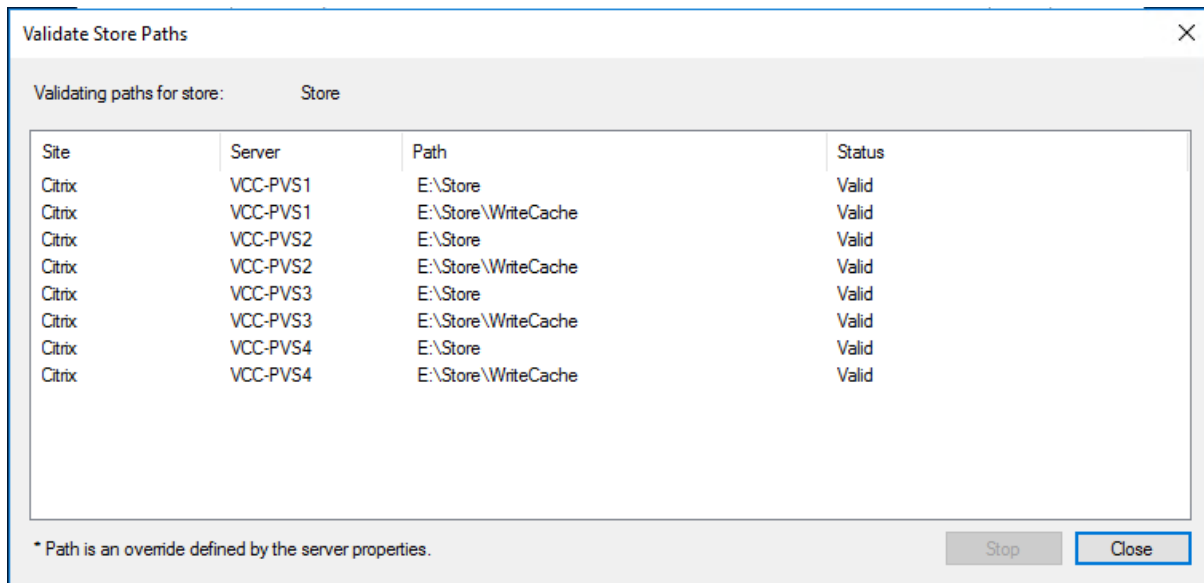 Validate Store Paths
Validating paths for store: Store
Site Server Path Status
Citrix VCC-PVS1 E:\Store Valid
Citrix VCC-PVS1 E:\Store\WriteCache Valid
Citrix VCC-PVS2 E:\Store Valid
Citrix VCC-PVS2 E:\Store\WriteCache Valid
Citrix VCC-PVS3 E:\Store Valid
Citrix VCC-PVS3 E:\Store\WriteCache Valid
Citrix VCC-PVS4 E:\Store Valid
Citrix VCC-PVS4 E:\Store\WriteCache Valid
* Path is an override defined by the server properties. Stop Close